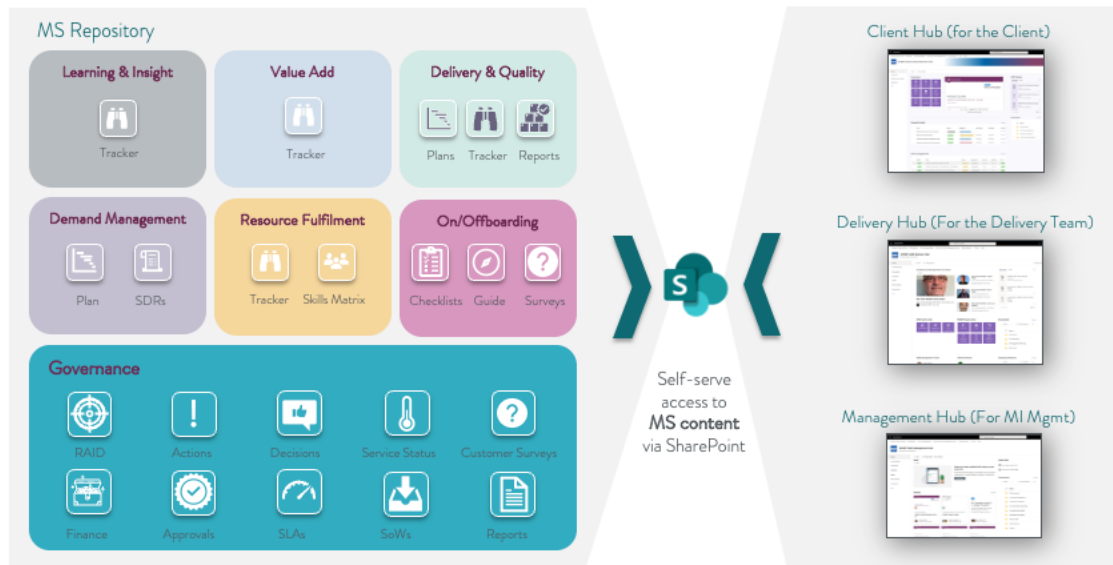 MS Repository
Learning & Insight
Tracker
Value Add
Tracker
Delivery & Quality
Plans
Tracker
Reports
Demand Management
Plan
SDRs
Resource Fulfilment
Tracker
Skills Matrix
On/Offboarding
Checklists
Guide
Surveys
Governance
RAID
Actions
Decisions
Service Status
Customer Surveys
Finance
Approvals
SLAs
SoWs
Reports
S
Self-serve
access to
MS content
via SharePoint
Client Hub (for the Client)
Delivery Hub (For the Delivery Team)
Management Hub (For MI Mgmt)